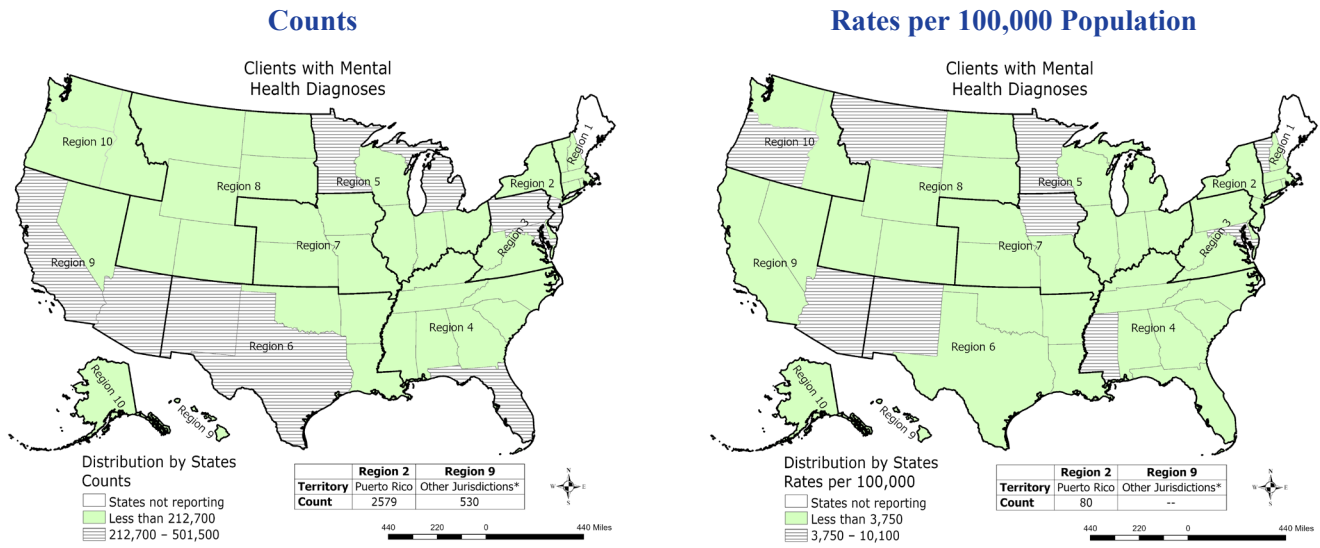 Counts
Clients with Mental
Health Diagnoses
Region 10
Region 8
Region 5
Region 1
Region 2
Region 3
Region 7
Region 9
Region 6
Region 4
Region 10
Region 9
Distribution by States
Counts
States not reporting
Less than 212,700
212,700 – 501,500
Region 2 Region 9
Territory Puerto Rico Other Jurisdictions*
Count 2579 530
N
W E
S
440 220 0 440 Miles
Rates per 100,000 Population
Clients with Mental
Health Diagnoses
Region 10
Region 8
Region 5
Region 1
Region 2
Region 3
Region 7
Region 9
Region 6
Region 4
Region 10
Region 9
Distribution by States
Rates per 100,000
States not reporting
Less than 3,750
3,750 – 10,100
Region 2 Region 9
Territory Puerto Rico Other Jurisdictions*
Count 80 --
N
W E
S
440 220 0 440 Miles